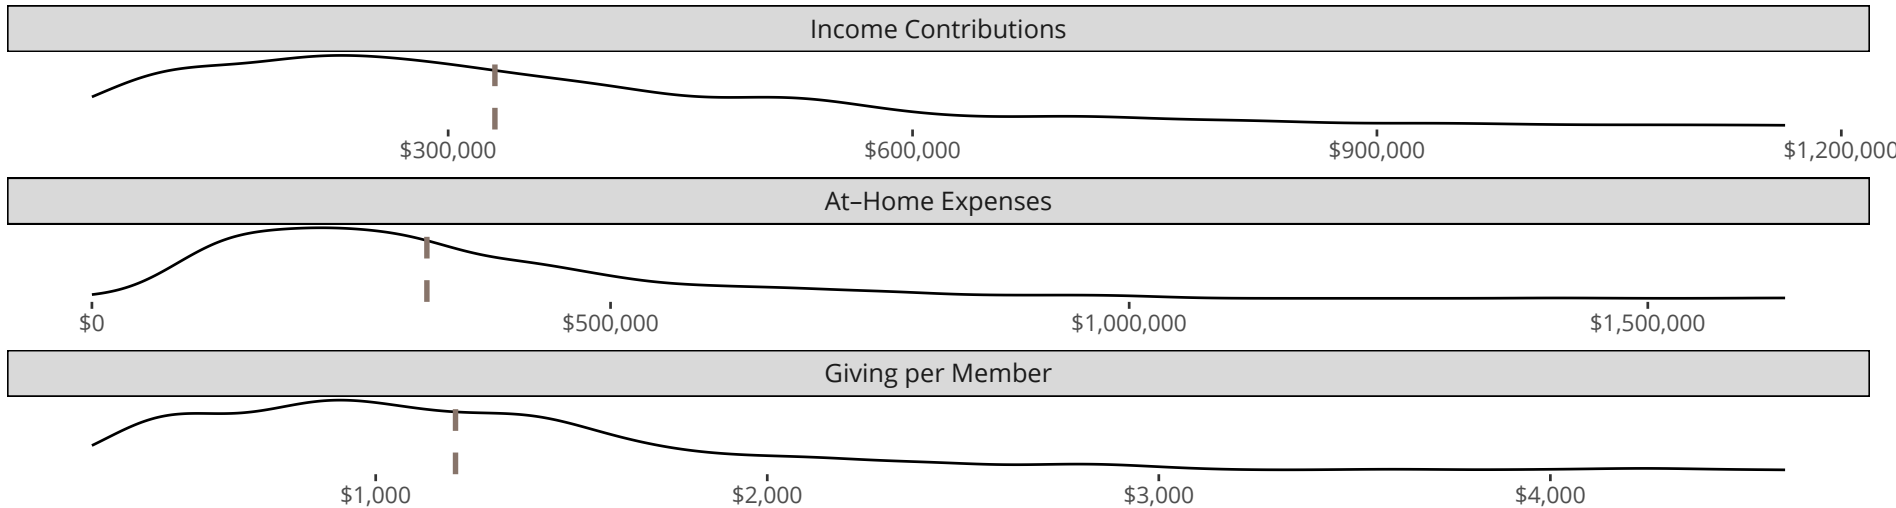 Income Contributions
$300,000 $600,000 $900,000 $1,200,000
At–Home Expenses
$0 $500,000 $1,000,000 $1,500,000
Giving per Member
$1,000 $2,000 $3,000 $4,000